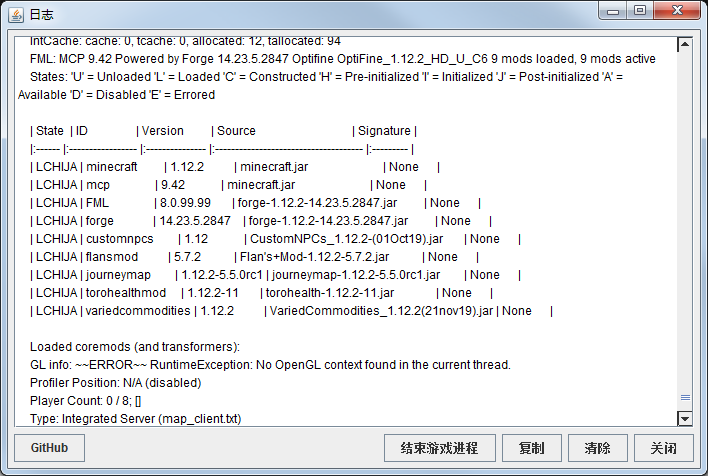 日志
IntCache: cache: 0, tcache: 0, allocated: 12, tallocated: 94
FML: MCP 9.42 Powered by Forge 14.23.5.2847 Optifine OptiFine_1.12.2_HD_U_C6 9 mods loaded, 9 mods active
States: 'U' = Unloaded 'L' = Loaded 'C' = Constructed 'H' = Pre-initialized 'I' = Initialized 'J' = Post-initialized 'A' =
Available 'D' = Disabled 'E' = Errored
| State | ID | Version | Source | Signature |
|:------ |:----------------- |:--------------- |:------------------------------------- |:--------- |
| LCHIJA | minecraft | 1.12.2 | minecraft.jar | None |
| LCHIJA | mcp | 9.42 | minecraft.jar | None |
| LCHIJA | FML | 8.0.99.99 | forge-1.12.2-14.23.5.2847.jar | None |
| LCHIJA | forge | 14.23.5.2847 | forge-1.12.2-14.23.5.2847.jar | None |
| LCHIJA | customnpcs | 1.12 | CustomNPCs_1.12.2-(01Oct19).jar | None |
| LCHIJA | flansmod | 5.7.2 | Flan's+Mod-1.12.2-5.7.2.jar | None |
| LCHIJA | journeymap | 1.12.2-5.5.0rc1 | journeymap-1.12.2-5.5.0rc1.jar | None |
| LCHIJA | torohealthmod | 1.12.2-11 | torohealth-1.12.2-11.jar | None |
| LCHIJA | variedcommodities | 1.12.2 | VariedCommodities_1.12.2(21nov19).jar | None |
Loaded coremods (and transformers):
GL info: ~~ERROR~~ RuntimeException: No OpenGL context found in the current thread.
Profiler Position: N/A (disabled)
Player Count: 0 / 8; []
Type: Integrated Server (map_client.txt)
GitHub 结束游戏进程 复制 清除 关闭